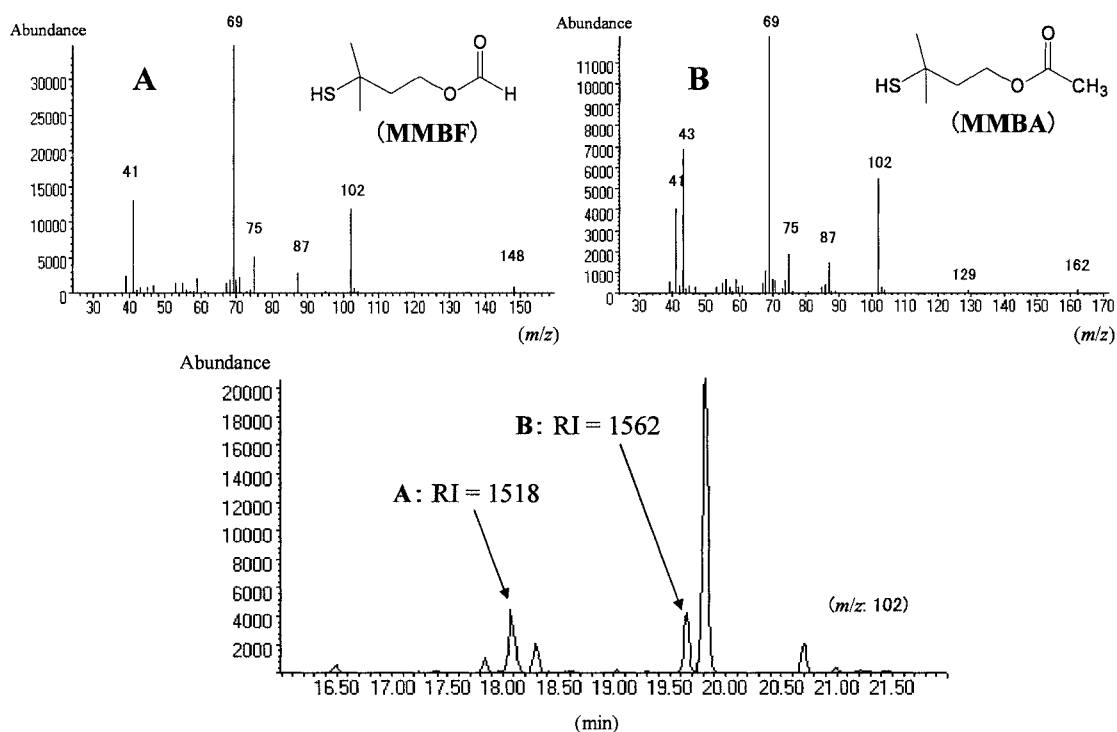 Abundance
69
30000
25000
20000
15000
10000
5000
0
A
41
75
87
102
148
HS
O
O
H
(MMBF)
30 40 50 60 70 80 90 100 110 120 130 140 150
(m/z)
Abundance
69
11000
10000
9000
8000
7000
6000
5000
4000
3000
2000
1000
0
B
43
41
75
87
102
129
162
HS
O
O
CH3
(MMBA)
30 40 50 60 70 80 90 100 110 120 130 140 150 160 170
(m/z)
Abundance
20000
18000
16000
14000
12000
10000
8000
6000
4000
2000
B: RI = 1562
A: RI = 1518
(m/z: 102)
16.50 17.00 17.50 18.00 18.50 19.00 19.50 20.00 20.50 21.00 21.50
(min)